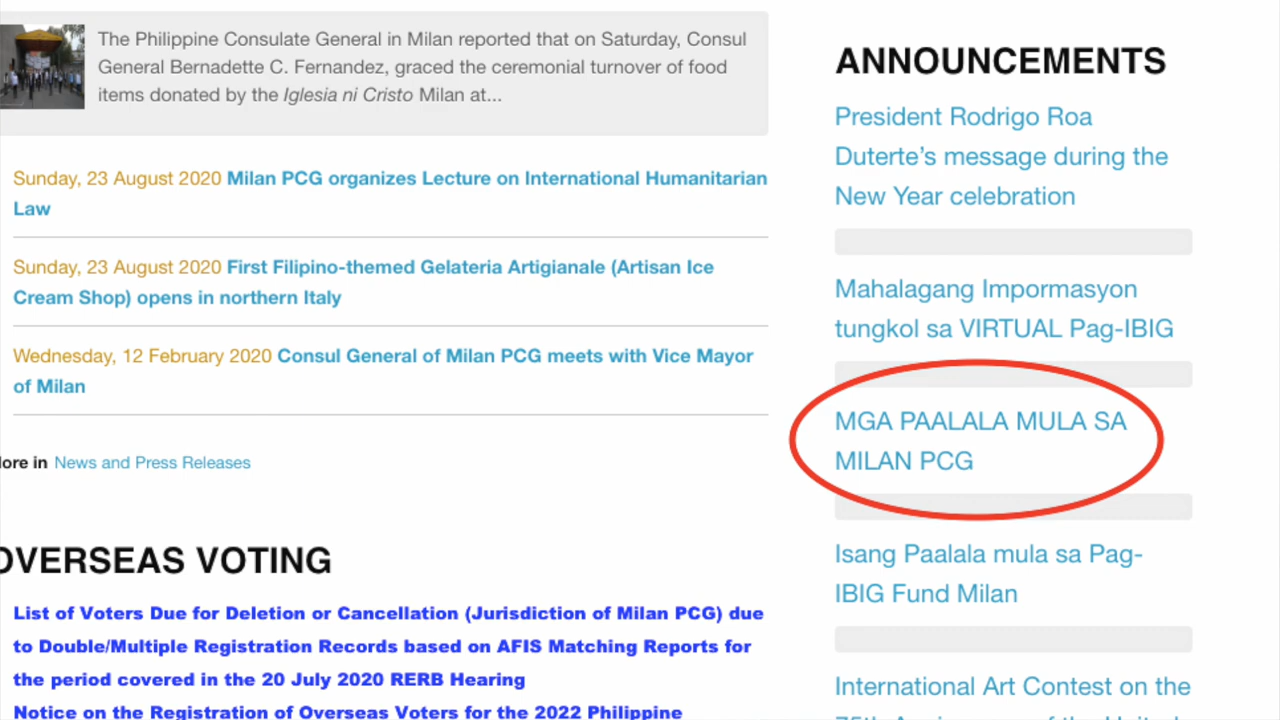 The Philippine Consulate General in Milan reported that on Saturday, Consul
General Bernadette C. Fernandez, graced the ceremonial turnover of food
items donated by the Iglesia ni Cristo Milan at...
Sunday, 23 August 2020 Milan PCG organizes Lecture on International Humanitarian
Law
Sunday, 23 August 2020 First Filipino-themed Gelateria Artigianale (Artisan Ice
Cream Shop) opens in northern Italy
Wednesday, 12 February 2020 Consul General of Milan PCG meets with Vice Mayor
of Milan
ore in News and Press Releases
OVERSEAS VOTING
List of Voters Due for Deletion or Cancellation (Jurisdiction of Milan PCG) due
to Double/Multiple Registration Records based on AFIS Matching Reports for
the period covered in the 20 July 2020 RERB Hearing
Notice on the Registration of Overseas Voters for the 2022 Philippine
ANNOUNCEMENTS
President Rodrigo Roa
Duterte's message during the
New Year celebration
Mahalagang Impormasyon
tungkol sa VIRTUAL Pag-IBIG
MGA PAALALA MULA SA
MILAN PCG
Isang Paalala mula sa Pag-
IBIG Fund Milan
International Art Contest on the
75th Anniversary of the United